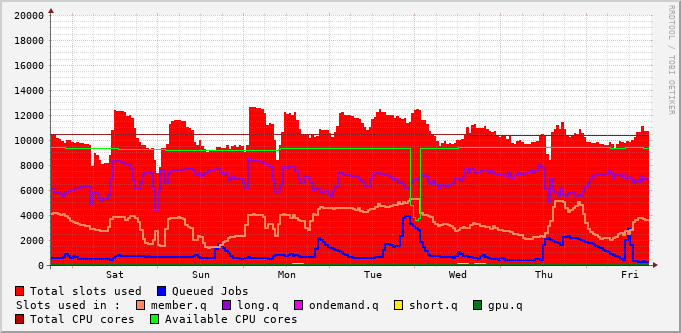 RRDTOOL / TOBI OETIKER
20000
18000
16000
14000
12000
10000
8000
6000
4000
2000
0
Sat Sun Mon Tue Wed Thu Fri
Total slots used Queued Jobs
Slots used in : member.q long.q ondemand.q short.q gpu.q
Total CPU cores Available CPU cores